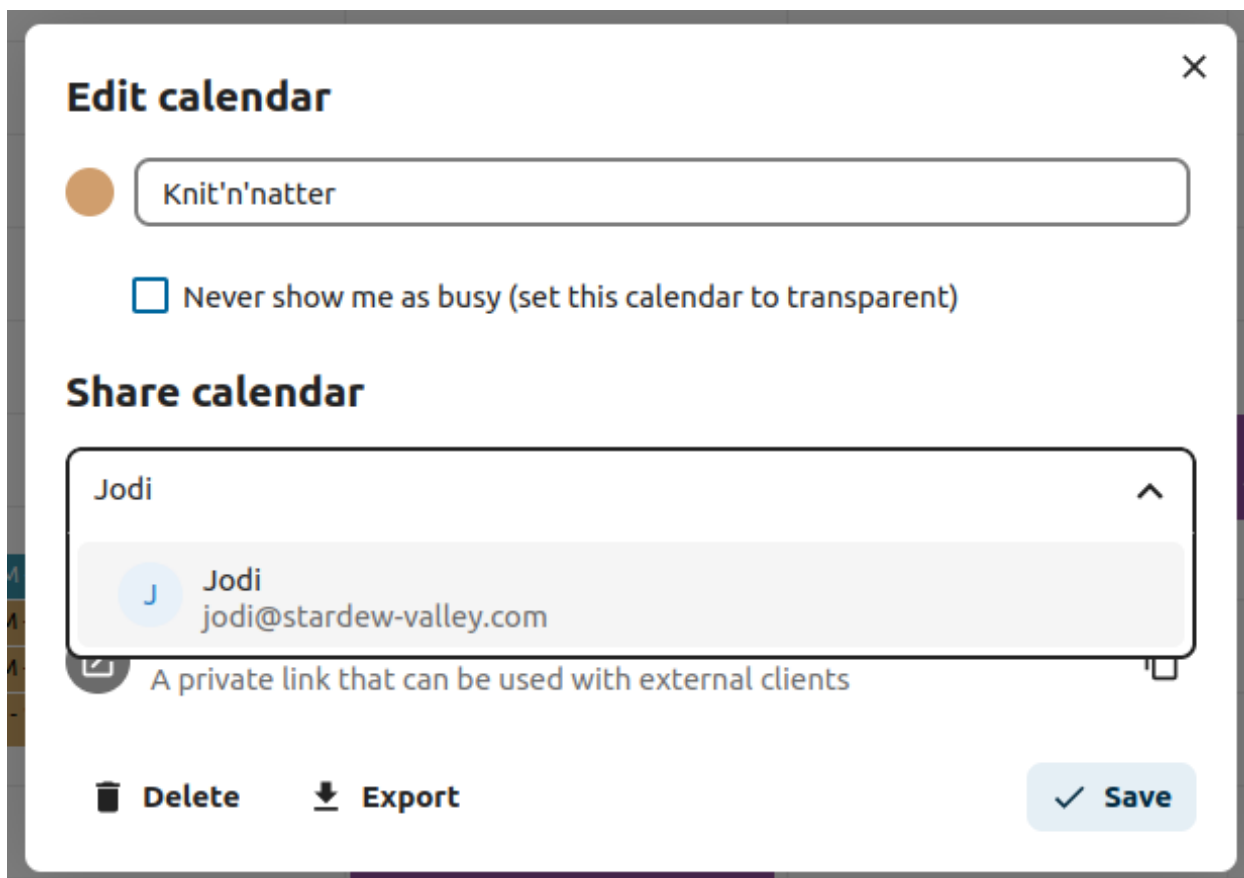 Edit calendar
Knit'n'natter
Never show me as busy (set this calendar to transparent)
Share calendar
Jodi
J
Jodi
jodi@stardew-valley.com
A private link that can be used with external clients
Delete
Export
Save